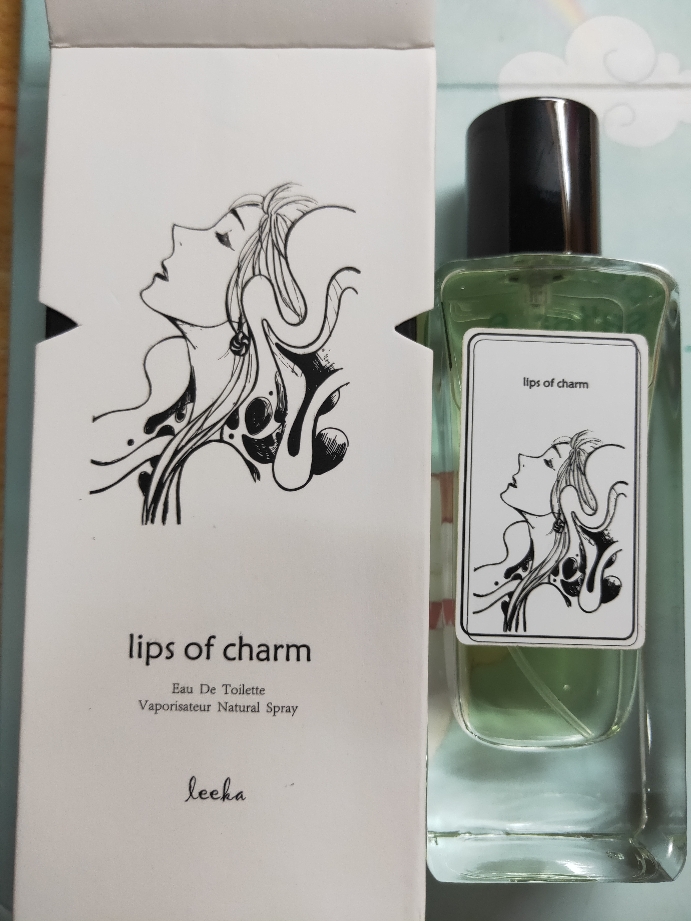 lips of charm
Eau De Toilette
Vaporisateur Natural Spray
leeka
lips of charm